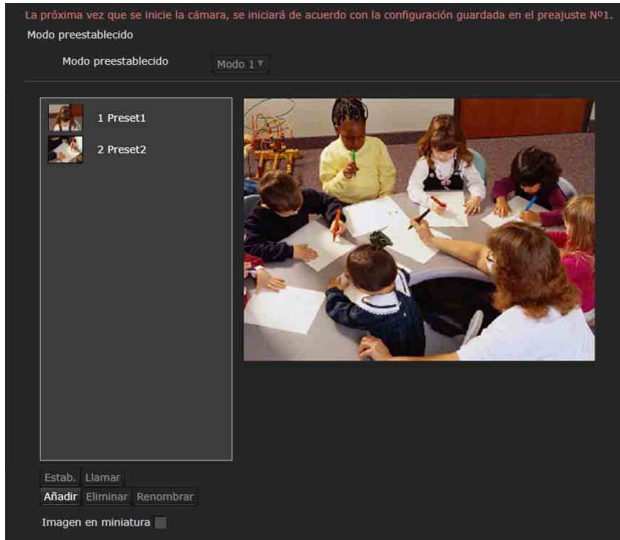 La próxima vez que se inicie la cámara, se iniciará de acuerdo con la configuración guardada en el preajuste Nº1.
Modo preestablecido
Modo preestablecido Modo 1
1 Preset1
2 Preset2
Estab. Llamar
Añadir Eliminar Renombrar
Imagen en miniatura